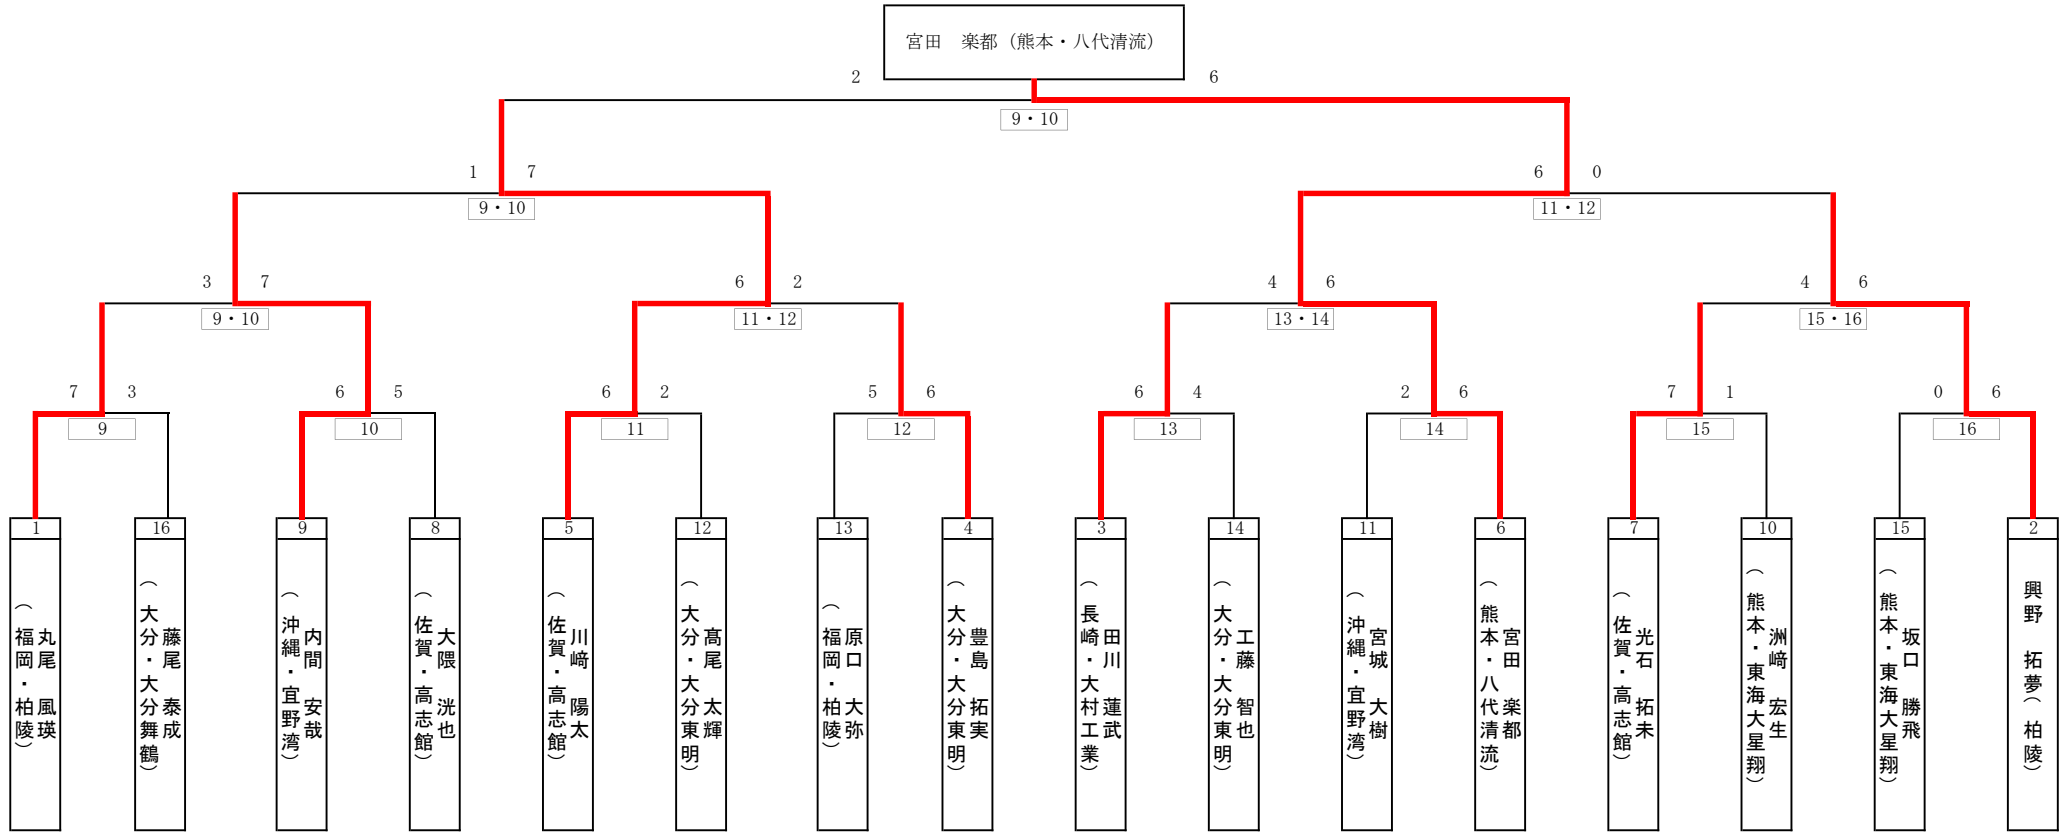 宮田　楽都（熊本・八代清流）
2 6
9・10
1 7 6 0
9・10 11・12
3 7 6 2 4 6 4 6
9・10 11・12 13・14 15・16
7 3 6 5 6 2 5 6 6 4 2 6 7 1 0 6
9 10 11 12 13 14 15 16
1 16 9 8 5 12 13 4 3 14 11 6 7 10 15 2
丸尾　風瑛
（福岡・柏陵）
藤尾　泰成
（大分・大分舞鶴）
内間　安哉
（沖縄・宜野湾）
大隈　洸也
（佐賀・高志館）
川﨑　陽太
（佐賀・高志館）
髙尾　太輝
（大分・大分東明）
原口　大弥
（福岡・柏陵）
豊島　拓実
（大分・大分東明）
田川　蓮武
（長崎・大村工業）
工藤　智也
（大分・大分東明）
宮城　大樹
（沖縄・宜野湾）
宮田　楽都
（熊本・八代清流）
光石　拓未
（佐賀・高志館）
洲﨑　宏生
（熊本・東海大星翔）
坂口　勝飛
（熊本・東海大星翔）
興野　拓夢（柏陵）